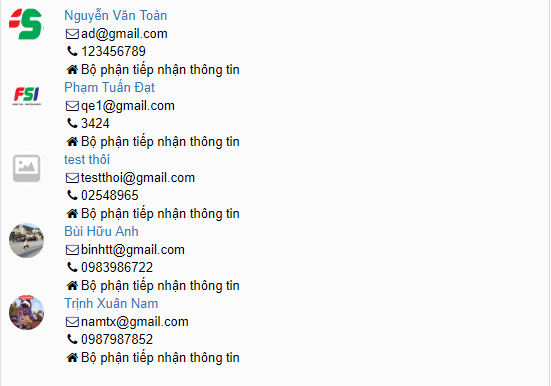 Nguyễn Văn Toàn
ad@gmail.com
123456789
Bộ phận tiếp nhận thông tin
FSI
Phạm Tuấn Đạt
qe1@gmail.com
3424
Bộ phận tiếp nhận thông tin
test thôi
testthoi@gmail.com
02548965
Bộ phận tiếp nhận thông tin
Bùi Hữu Anh
binhtt@gmail.com
0983986722
Bộ phận tiếp nhận thông tin
Trịnh Xuân Nam
namtx@gmail.com
0987987852
Bộ phận tiếp nhận thông tin